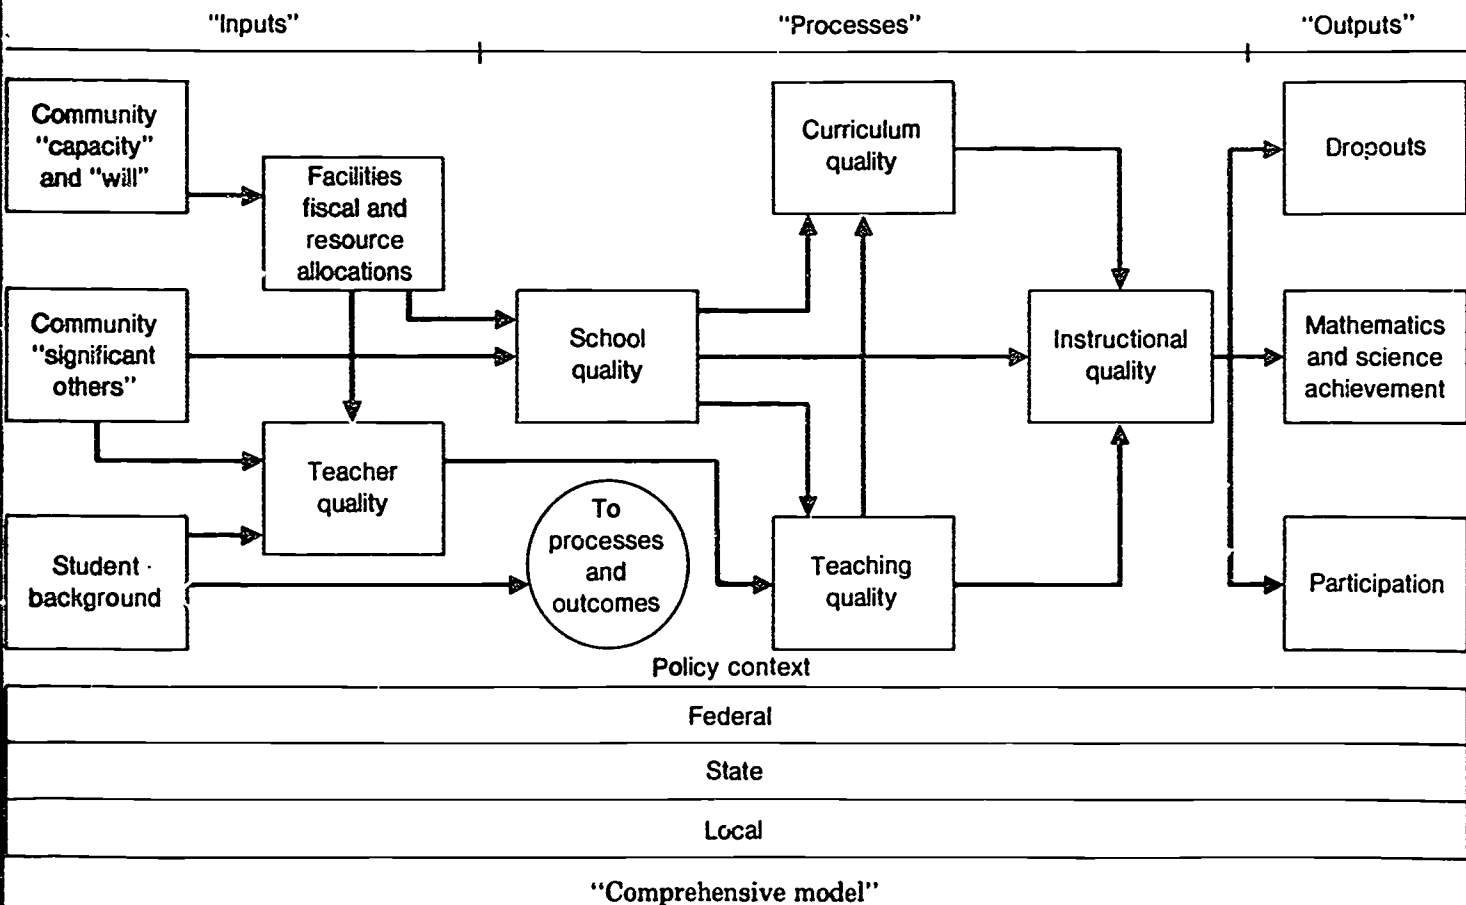 "Inputs"
"Processes"
"Outputs"
Community
"capacity"
and "will"
Facilities
fiscal and
resource
allocations
Curriculum
quality
Dropouts
Community
"significant
others"
School
quality
Instructional
quality
Mathematics
and science
achievement
Teacher
quality
To
processes
and
outcomes
Student
background
Teaching
quality
Participation
Policy context
Federal
State
Local
"Comprehensive model"